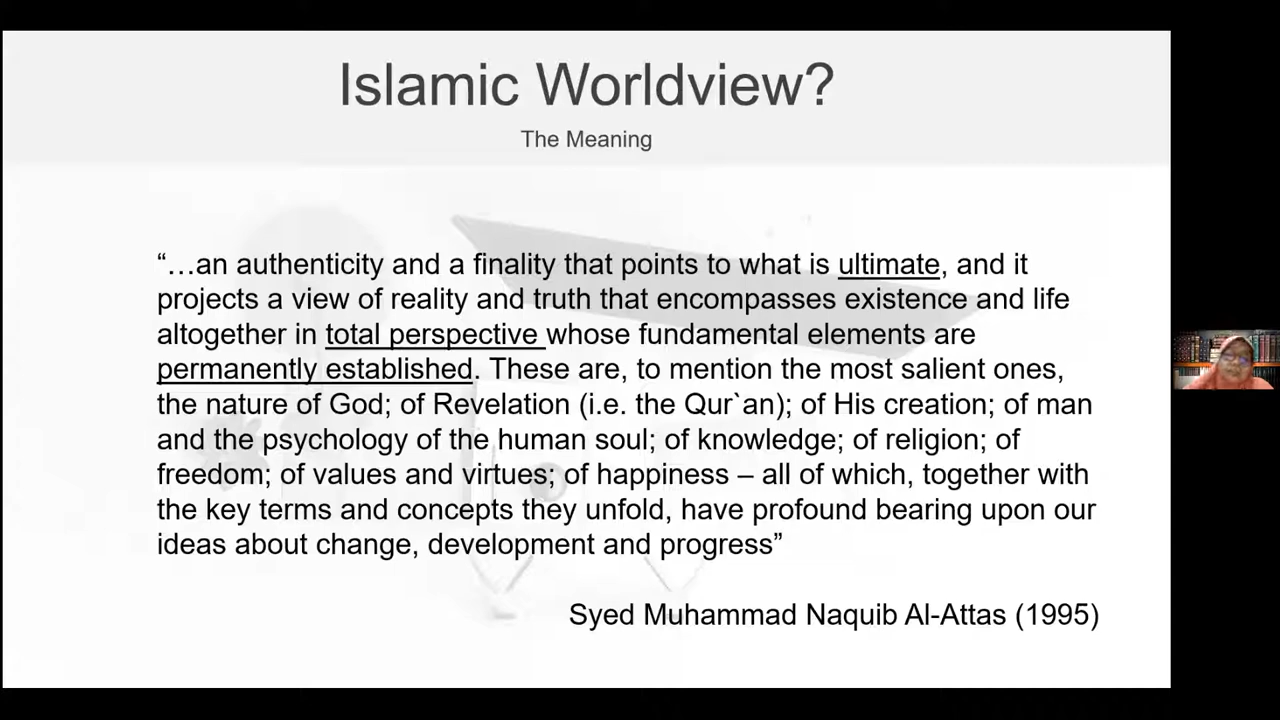 Islamic Worldview?
The Meaning
“…an authenticity and a finality that points to what is ultimate, and it
projects a view of reality and truth that encompasses existence and life
altogether in total perspective whose fundamental elements are
permanently established. These are, to mention the most salient ones,
the nature of God; of Revelation (i.e. the Qur`an); of His creation; of man
and the psychology of the human soul; of knowledge; of religion; of
freedom; of values and virtues; of happiness – all of which, together with
the key terms and concepts they unfold, have profound bearing upon our
ideas about change, development and progress”
Syed Muhammad Naquib Al-Attas (1995)